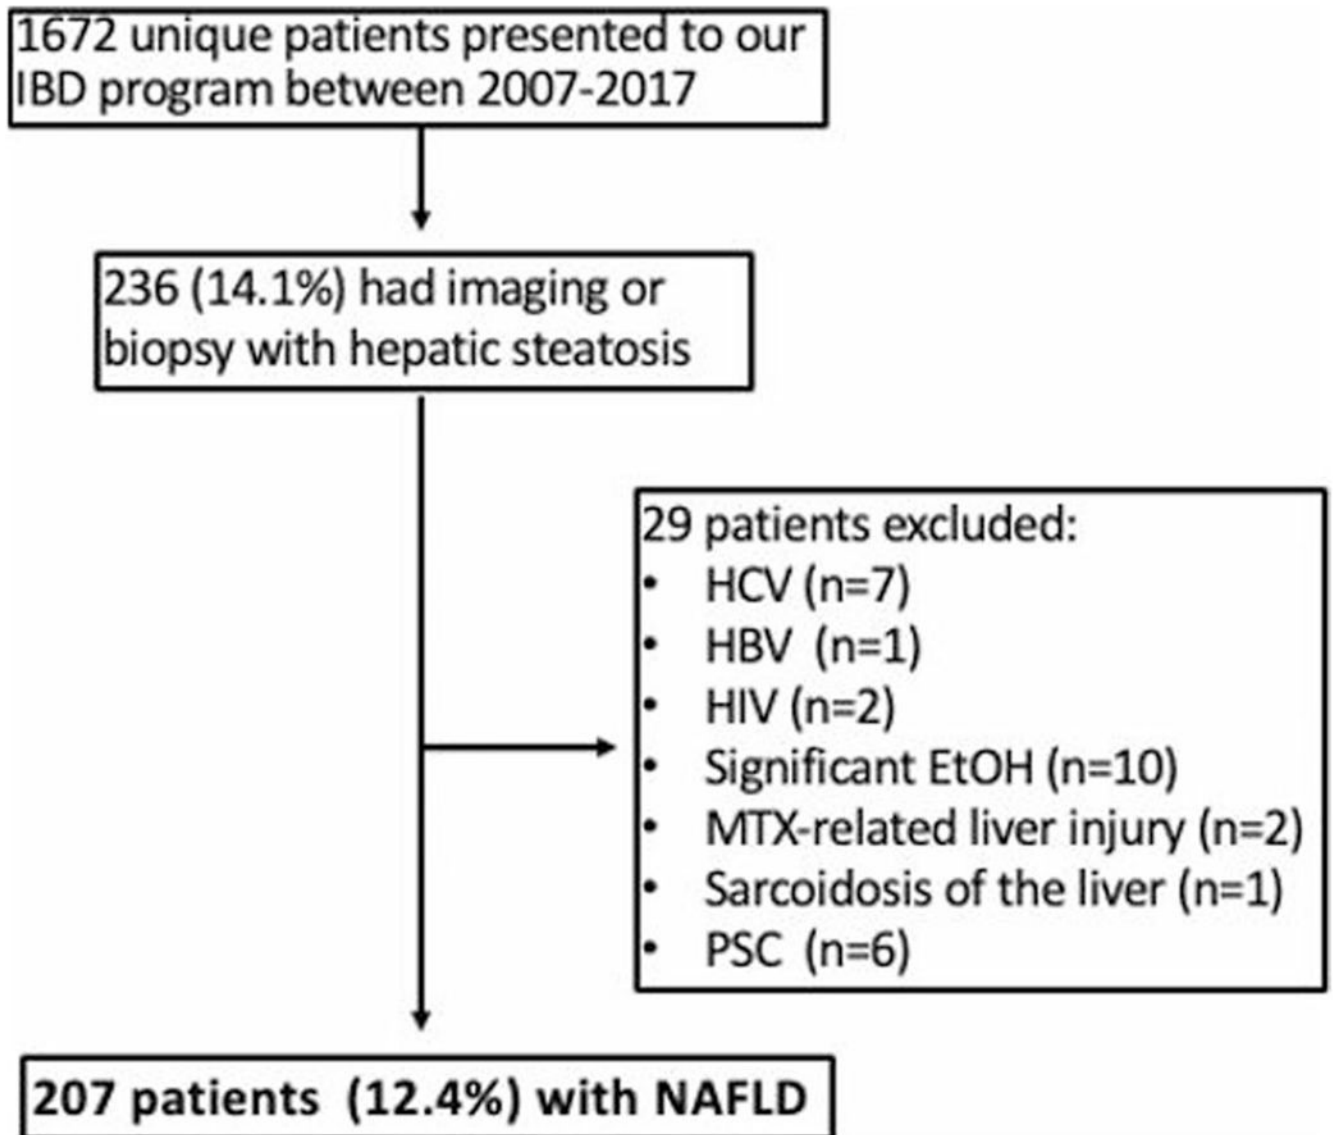 1672 unique patients presented to our
IBD program between 2007-2017
236 (14.1%) had imaging or
biopsy with hepatic steatosis
29 patients excluded:
• HCV (n=7)
• HBV (n=1)
• HIV (n=2)
• Significant EtOH (n=10)
• MTX-related liver injury (n=2)
• Sarcoidosis of the liver (n=1)
• PSC (n=6)
207 patients (12.4%) with NAFLD